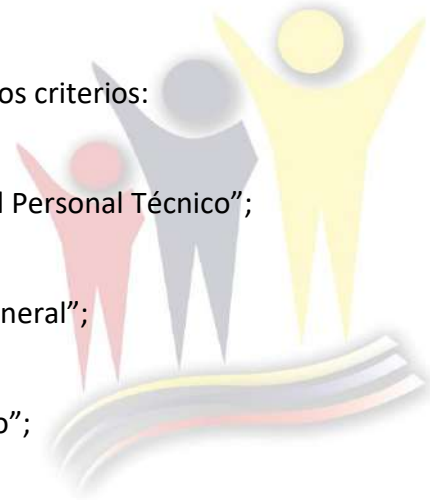 os criterios:
l Personal Técnico”;
neral”;
o”;